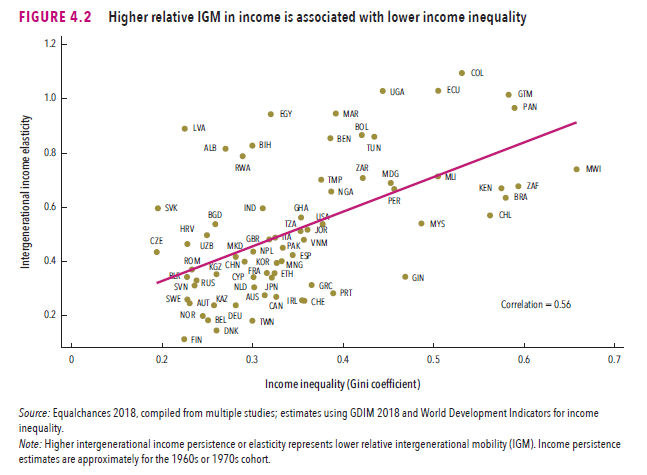 FIGURE 4.2 Higher relative IGM in income is associated with lower income inequality
Intergenerational income elasticity
1.2
1.0
0.8
0.6
0.4
0.2
COL
UGA
ECU
GTM
PAN
EGY
MAR
LVA
BOL
BEN
TUN
ALB
BIH
RWA
ZAR
MDG
MLI
MWI
TMP
NGA
PER
KEN
ZAF
BRA
SVK
IND
GHA
USA
CHL
BGD
TZA
JOR
MYS
HRV
GBR
ITA
VNM
CZE
UZB
MKD
PAK
NPL
ESP
ROM
KGZ
CHN
KOR
MNG
FRA
ETH
BLR
RUS
CYP
GIN
SVN
NLD
JPN
GRC
PRT
SWE
AUT
KAZ
AUS
CAN
IRL
CHE
Correlation = 0.56
NOR
BEL
DEU
TWN
DNK
FIN
0
0.2
0.3
0.4
0.5
0.6
0.7
Income inequality (Gini coefficient)
Source: Equalchances 2018, compiled from multiple studies; estimates using GDIM 2018 and World Development Indicators for income
inequality.
Note: Higher intergenerational income persistence or elasticity represents lower relative intergenerational mobility (IGM). Income persistence
estimates are approximately for the 1960s or 1970s cohort.